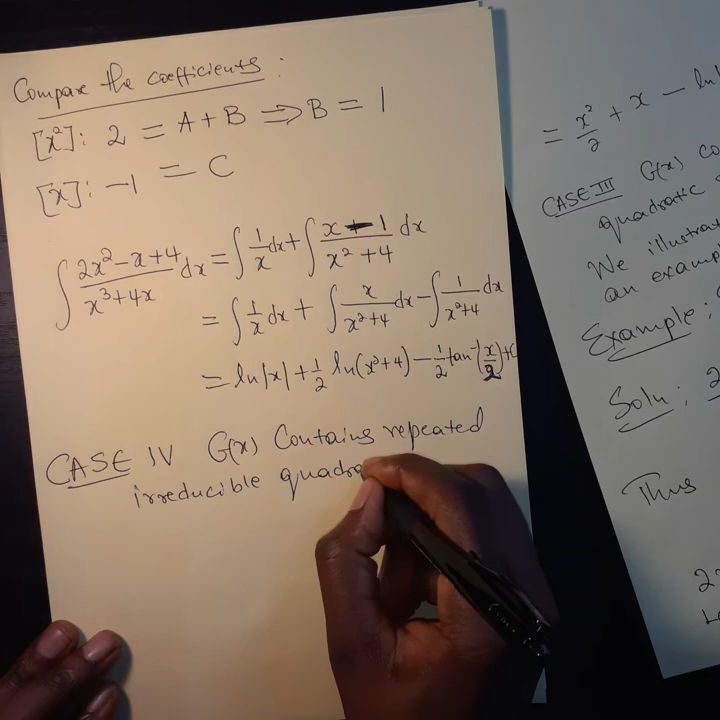 Compare the coefficients :
[x²]: 2 = A+B ⇒ B = 1
[x]: -1 = C
∫ (2x²-x+4)/(x³+4x) dx = ∫ 1/x dx + ∫ (x-1)/(x²+4) dx
= ∫ 1/x dx + ∫ x/(x²+4) dx - ∫ 1/(x²+4) dx
= ln|x| + 1/2 ln(x²+4) - 1/2 tan⁻¹(x/2)+C
CASE IV G(x) Contains repeated
irreducible quadra
= x²/2 + x - ln
CASE III G(x)
quadratic
We illustrat
an exampl
Example :
Soln : 2
Thus
2